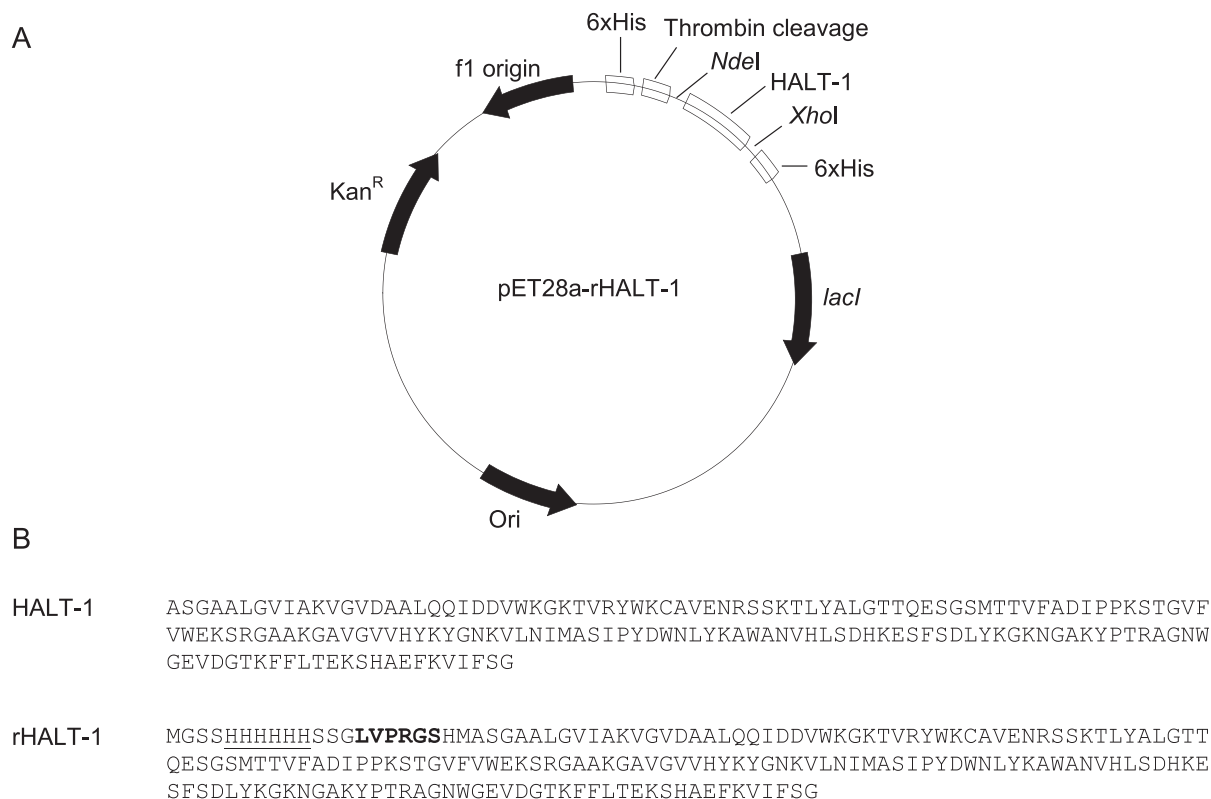 A
6xHis
Thrombin cleavage
NdeI
HALT-1
XhoI
6xHis
f1 origin
KanR
pET28a-rHALT-1
lacI
Ori
B
HALT-1 ASGAALGVIAKVGVDAALQQIDDVWKGKTVRYWKCAVENRSSKTLYALGTTQESGSMTTVFADIPPKSTGVF
VWEKSRGAAKGAVGVVHYKYGNKVLNIMASIPYDWNLYKAWANVHLSDHKESFSDLYKGKNGAKYPTRAGNW
GEVDGTKFFLTEKSHAEFKVIFSG
rHALT-1 MGSSHHHHHHSSGLVPRGSHMASGAALGVIAKVGVDAALQQIDDVWKGKTVRYWKCAVENRSSKTLYALGTT
QESGSMTTVFADIPPKSTGVFVWEKSRGAAKGAVGVVHYKYGNKVLNIMASIPYDWNLYKAWANVHLSDHKE
SFSDLYKGKNGAKYPTRAGNWGEVDGTKFFLTEKSHAEFKVIFSG